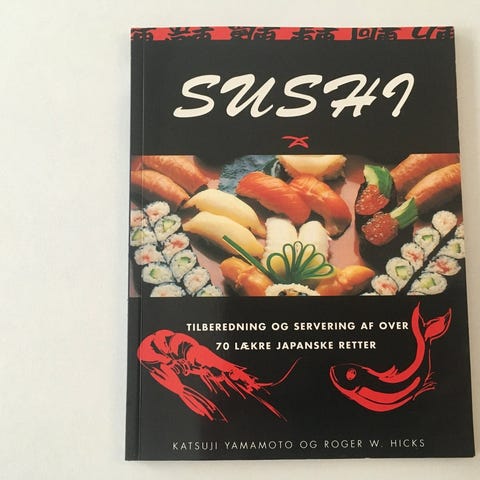 SUSHI
TILBEREDNING OG SERVERING AF OVER
70 LÆKRE JAPANSKE RETTER
KATSUJI YAMAMOTO OG ROGER W. HICKS